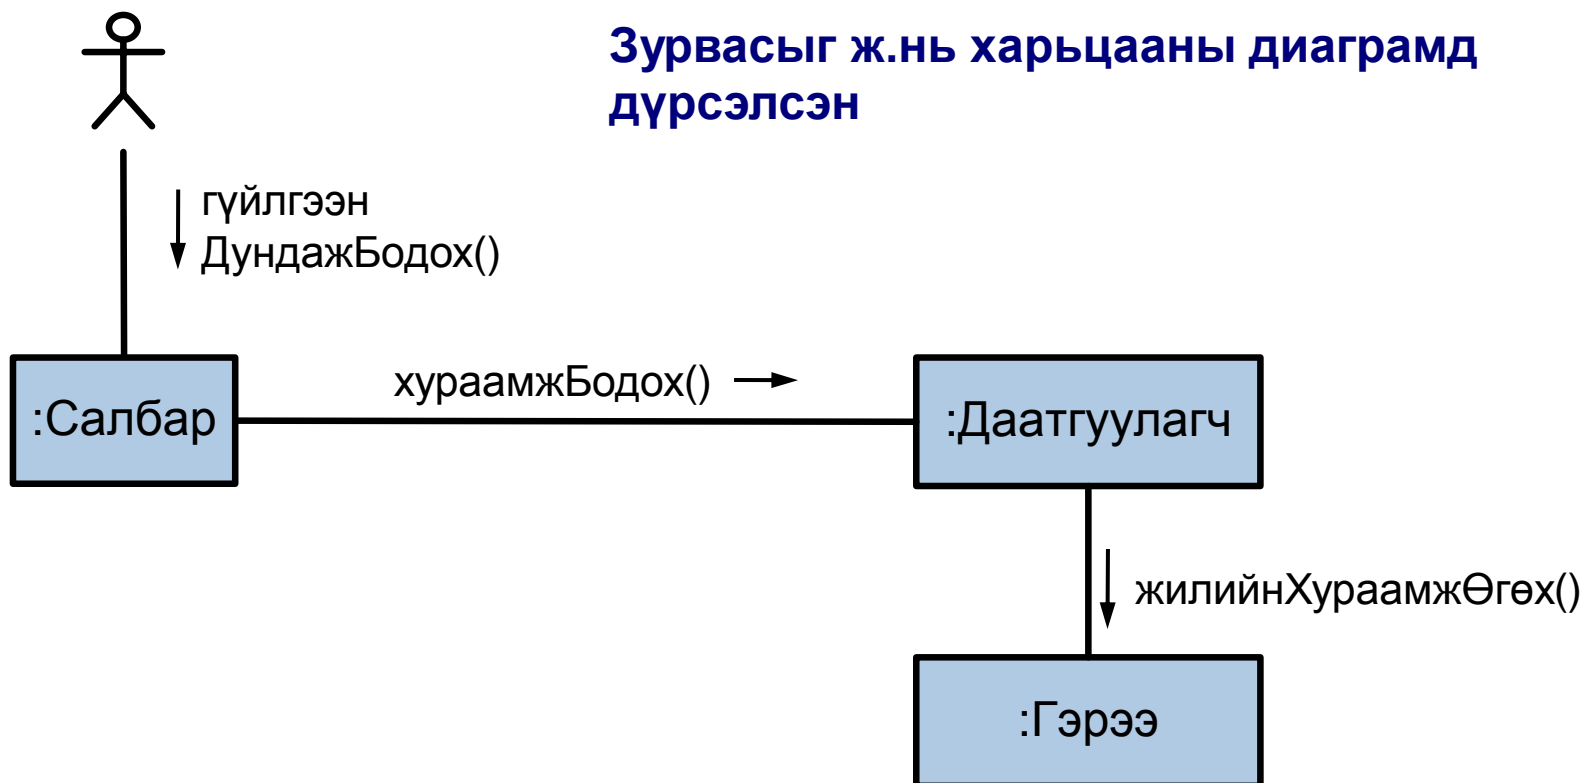 Зурвасыг ж.нь харьцааны диаграмд
дүрсэлсэн
гүйлгээн
ДундажБодох()
хураамжБодох()
:Салбар
:Даатгуулагч
жилийнХураамжӨгөх()
:Гэрээ